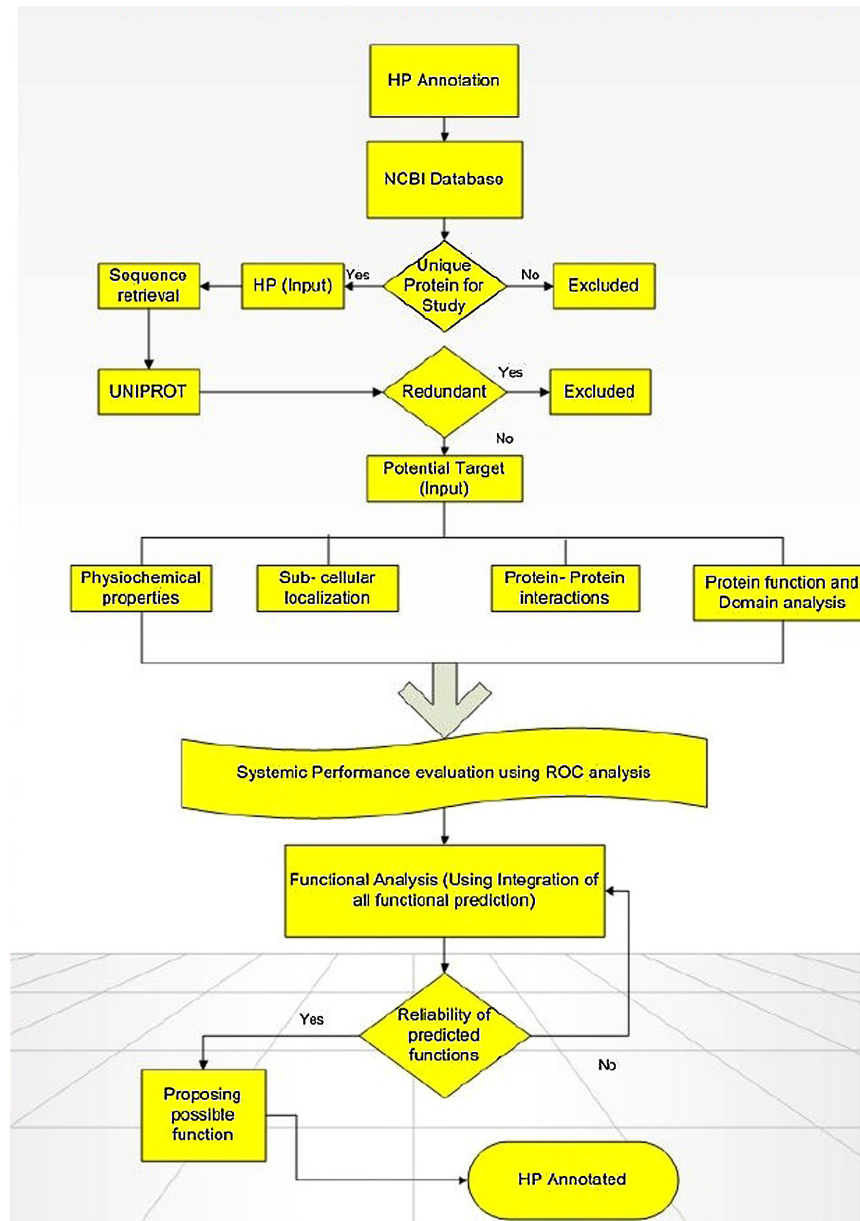 HP Annotation
NCBI Database
Unique
Protein for
Study
Yes
No
Sequence
retrieval
HP (Input)
Excluded
UNIPROT
Redundant
Yes
Excluded
No
Potential Target
(Input)
Physiochemical
properties
Sub- cellular
localization
Protein- Protein
interactions
Protein function and
Domain analysis
Systemic Performance evaluation using ROC analysis
Functional Analysis (Using Integration of
all functional prediction)
Reliability of
predicted
functions
Yes
No
Proposing
possible
function
HP Annotated